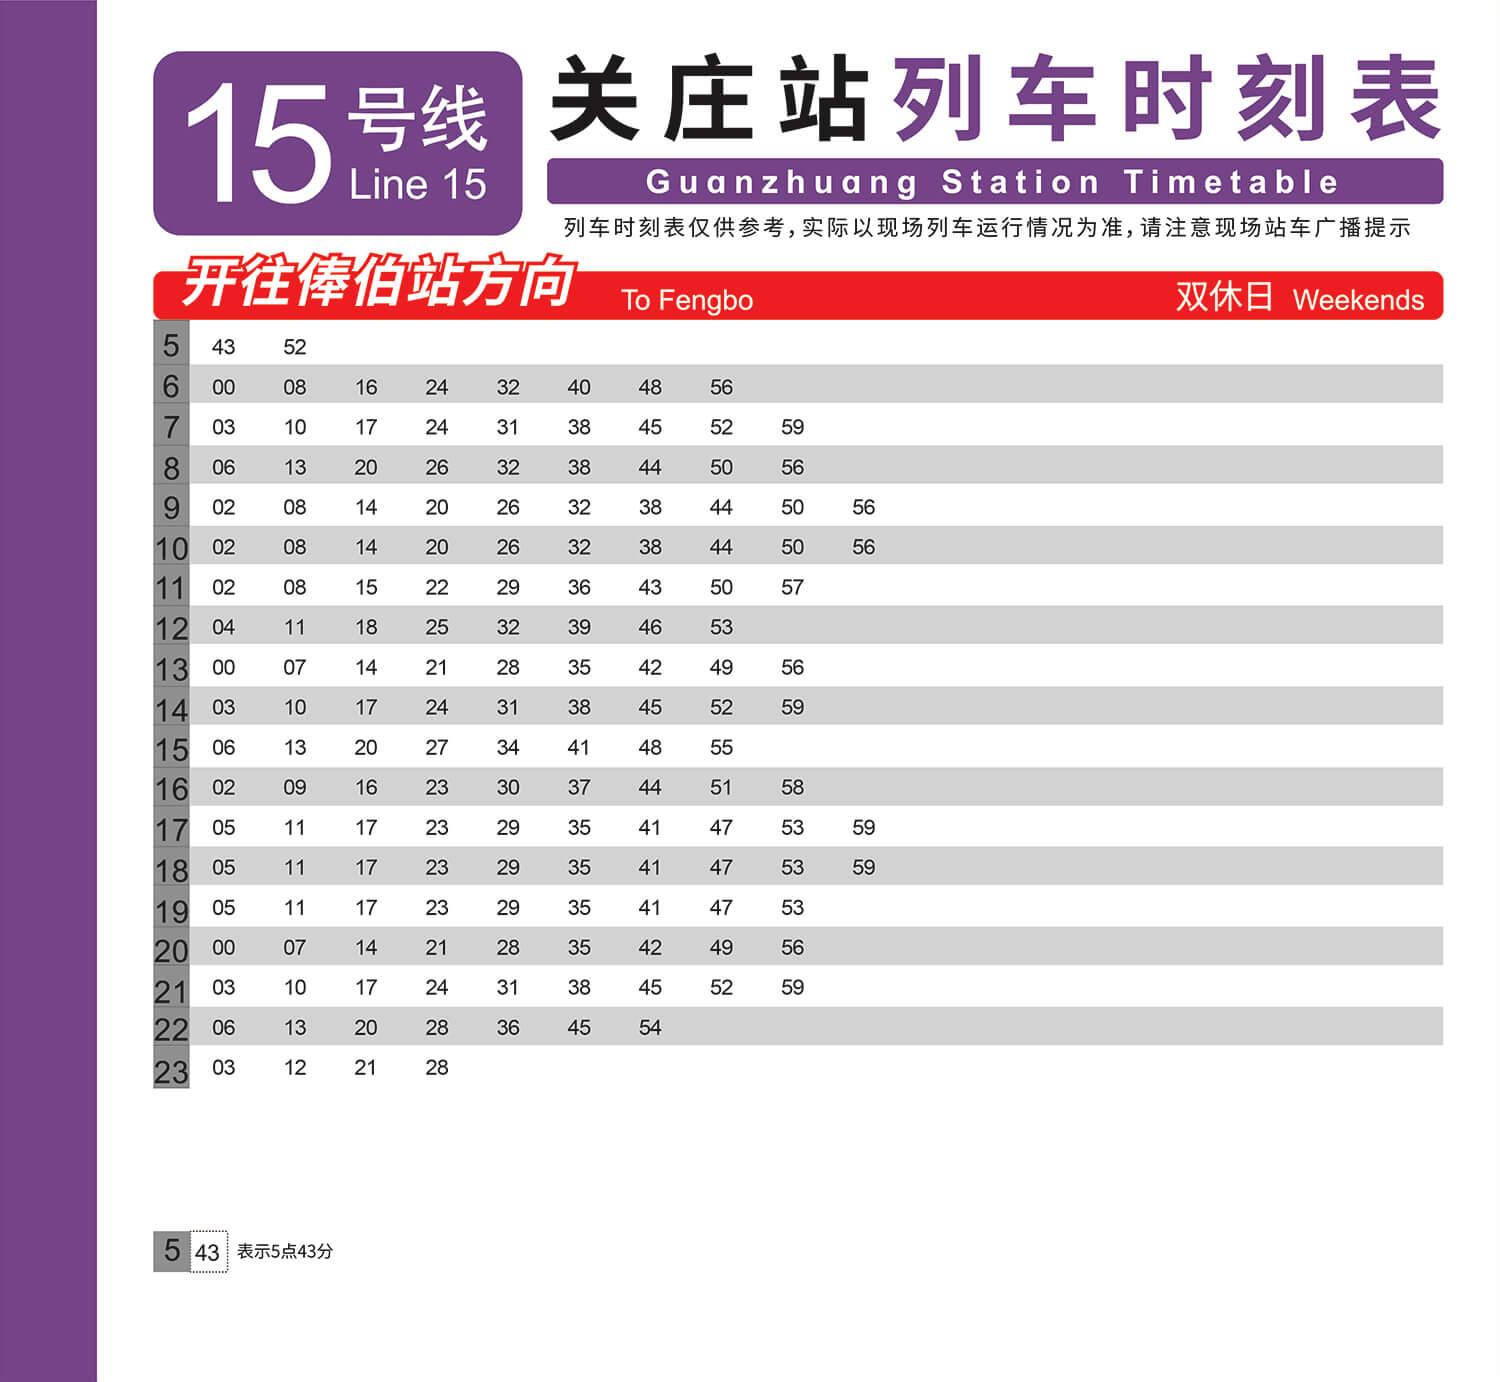 15号线
Line 15
关庄站列车时刻表
Guanzhuang Station Timetable
列车时刻表仅供参考,实际以现场列车运行情况为准,请注意现场站车广播提示
开往俸伯站方向 To Fengbo 双休日 Weekends
5 43 52
6 00 08 16 24 32 40 48 56
7 03 10 17 24 31 38 45 52 59
8 06 13 20 26 32 38 44 50 56
9 02 08 14 20 26 32 38 44 50 56
10 02 08 14 20 26 32 38 44 50 56
11 02 08 15 22 29 36 43 50 57
12 04 11 18 25 32 39 46 53
13 00 07 14 21 28 35 42 49 56
14 03 10 17 24 31 38 45 52 59
15 06 13 20 27 34 41 48 55
16 02 09 16 23 30 37 44 51 58
17 05 11 17 23 29 35 41 47 53 59
18 05 11 17 23 29 35 41 47 53 59
19 05 11 17 23 29 35 41 47 53
20 00 07 14 21 28 35 42 49 56
21 03 10 17 24 31 38 45 52 59
22 06 13 20 28 36 45 54
23 03 12 21 28
5 43 表示5点43分